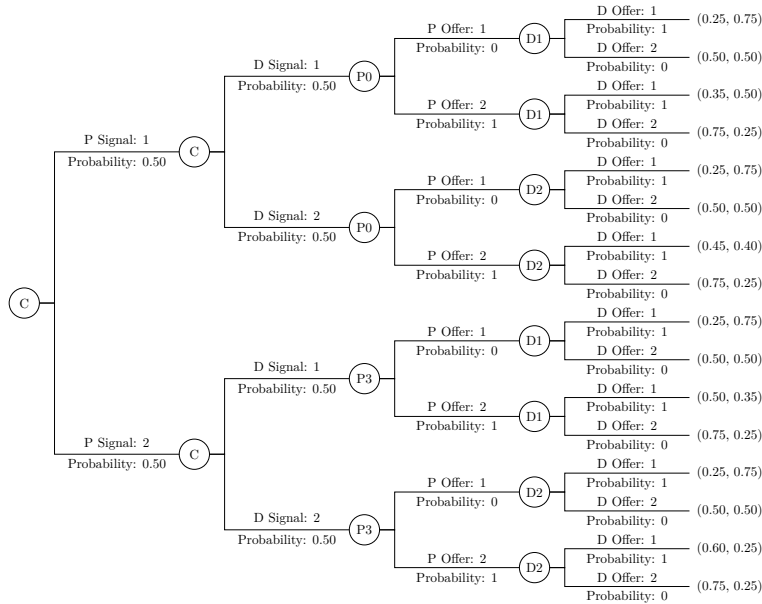 D Offer: 1
(0.25, 0.75)
P Offer: 1
Probability: 1
Probability: 0
D1
D Offer: 2
(0.50, 0.50)
Probability: 0
D Signal: 1
Probability: 0.50
P0
D Offer: 1
(0.35, 0.50)
P Offer: 2
Probability: 1
Probability: 1
D1
D Offer: 2
(0.75, 0.25)
Probability: 0
P Signal: 1
Probability: 0.50
C
D Offer: 1
(0.25, 0.75)
P Offer: 1
Probability: 1
Probability: 0
D2
D Offer: 2
(0.50, 0.50)
Probability: 0
D Signal: 2
Probability: 0.50
P0
D Offer: 1
(0.45, 0.40)
P Offer: 2
Probability: 1
Probability: 1
D2
D Offer: 2
(0.75, 0.25)
Probability: 0
C
D Offer: 1
(0.25, 0.75)
P Offer: 1
Probability: 1
Probability: 0
D1
D Offer: 2
(0.50, 0.50)
Probability: 0
D Signal: 1
Probability: 0.50
P3
D Offer: 1
(0.50, 0.35)
P Offer: 2
Probability: 1
Probability: 1
D1
D Offer: 2
(0.75, 0.25)
Probability: 0
P Signal: 2
Probability: 0.50
C
D Offer: 1
(0.25, 0.75)
P Offer: 1
Probability: 1
Probability: 0
D2
D Offer: 2
(0.50, 0.50)
Probability: 0
D Signal: 2
Probability: 0.50
P3
D Offer: 1
(0.60, 0.25)
P Offer: 2
Probability: 1
Probability: 1
D2
D Offer: 2
(0.75, 0.25)
Probability: 0